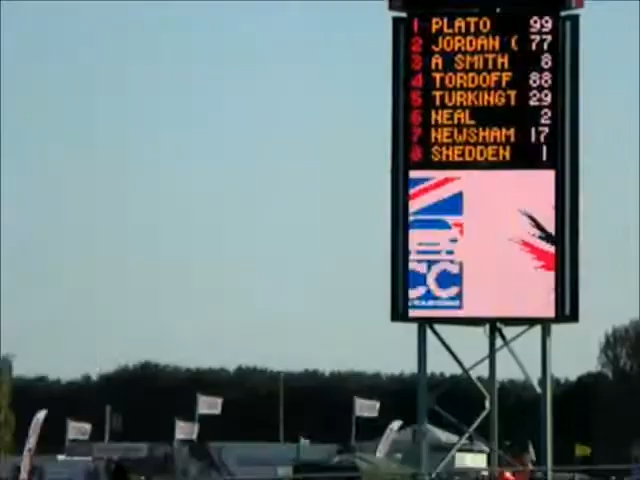 1 PLATO 99
2 JORDAN ( 77
3 A SMITH 8
4 TORDOFF 88
5 TURKINGT 29
6 NEAL 2
7 NEWSHAM 17
8 SHEDDEN 1
CC